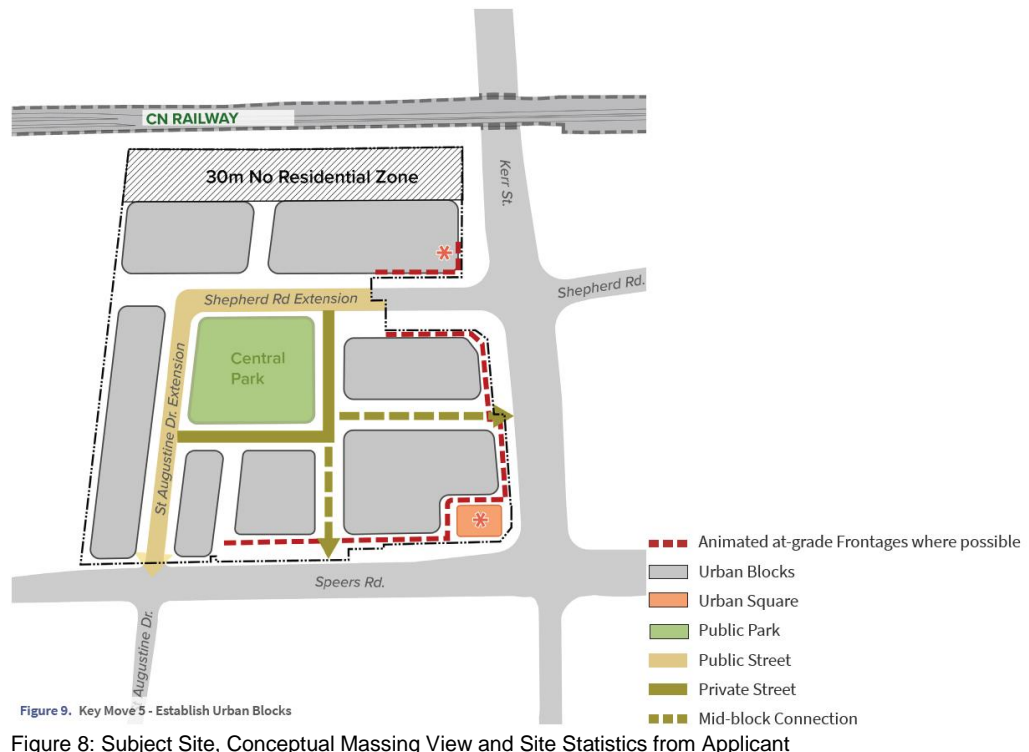 CN RAILWAY
30m No Residential Zone
Kerr St.
*
Shepherd Rd Extension
Shepherd Rd.
Central
Park
St Augustine Dr. Extension
*
Animated at-grade Frontages where possible
Urban Blocks
Urban Square
Public Park
Public Street
Private Street
Mid-block Connection
Speers Rd.
Augustine Dr.
Figure 9. Key Move 5 - Establish Urban Blocks
Figure 8: Subject Site, Conceptual Massing View and Site Statistics from Applicant